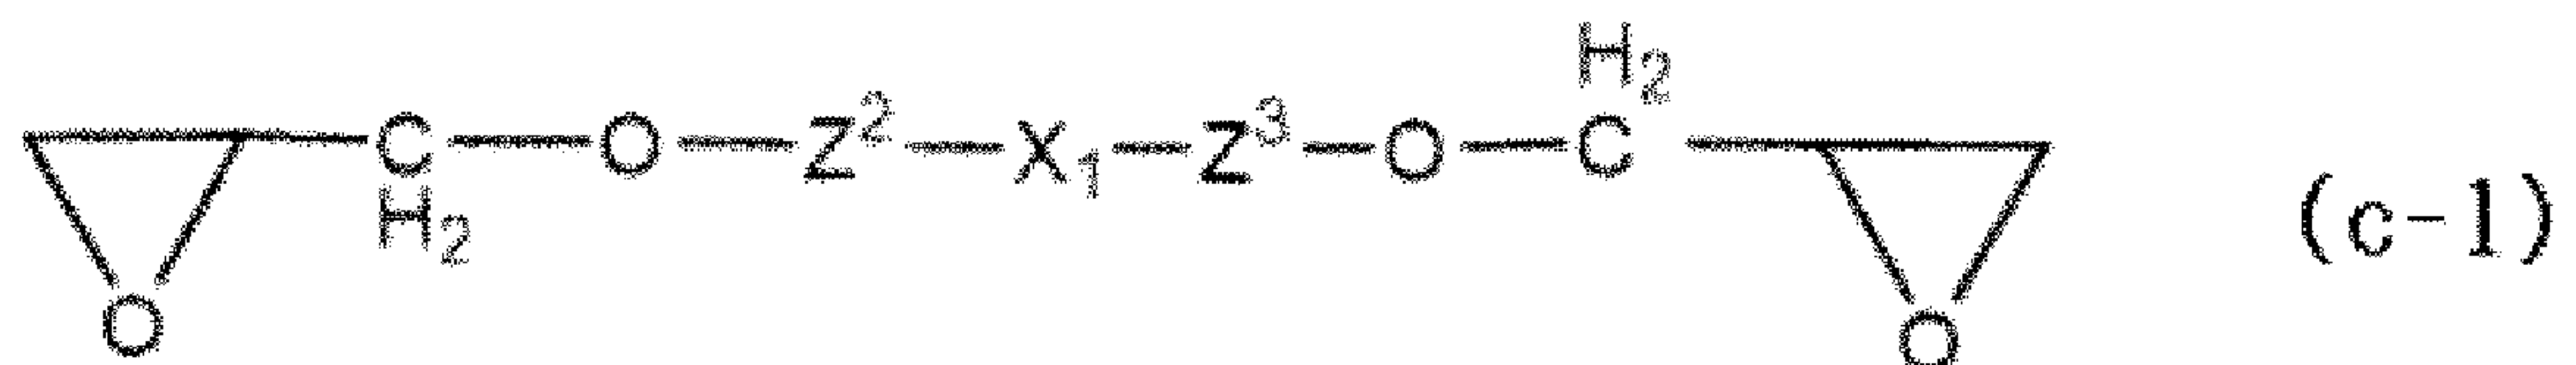 H₂
C—O—Z²—X₁—Z³—O—C (c-1)
H₂
O O